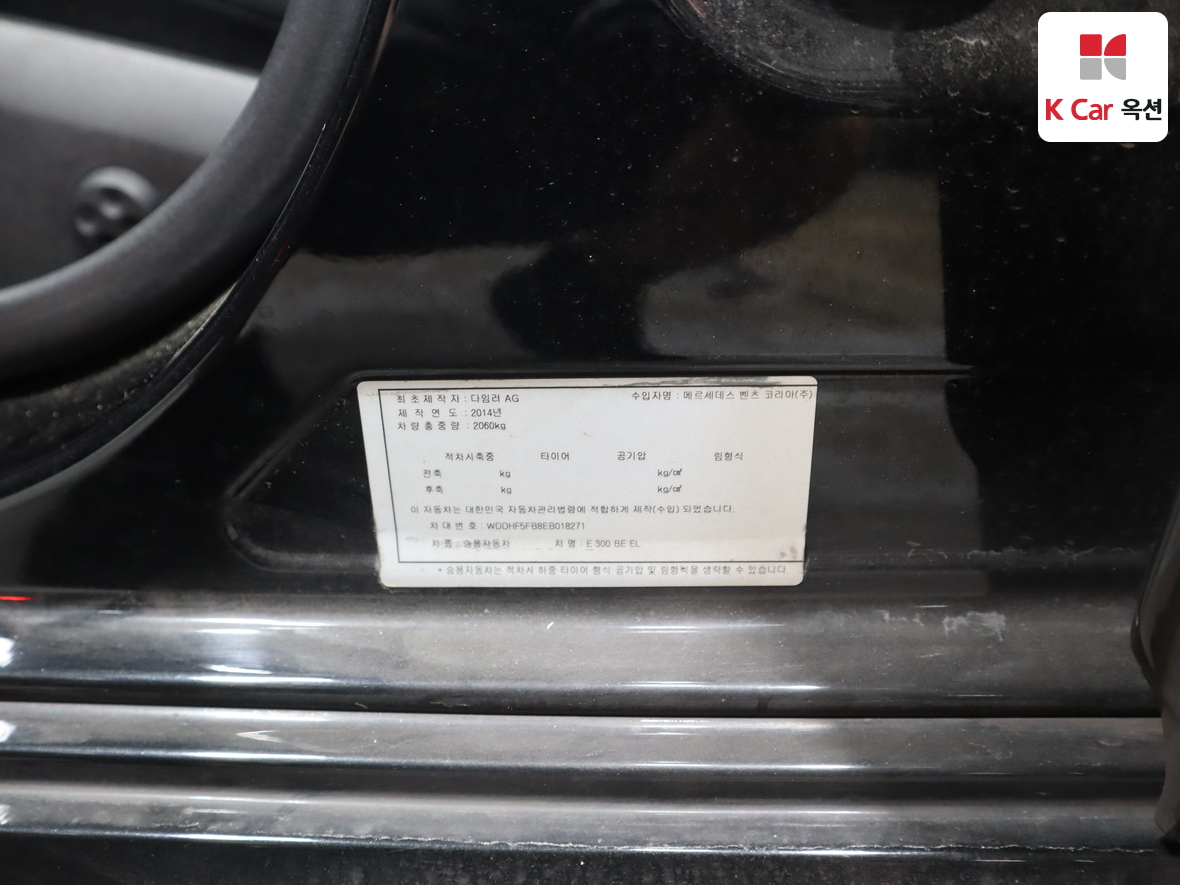 K Car 옥션
최초제작자 : 다임러 AG 수입자명 : 메르세데스 벤츠 코리아(주)
제 작 연 도 : 2014년
차량총중량 : 2060kg
적차시축중 타이어 공기압 림형식
전축 kg kg/㎠
후축 kg kg/㎠
이 자동차는 대한민국 자동차관리법령에 적합하게 제작(수입) 되었습니다.
차 대 번 호 : WDDHF5FB8EB018271
차 종 : 승용자동차 차 명 : E 300 BE EL
* 승용자동차는 적차시 하중 타이어 형식 공기압 및 림형식을 생략할 수 있습니다.